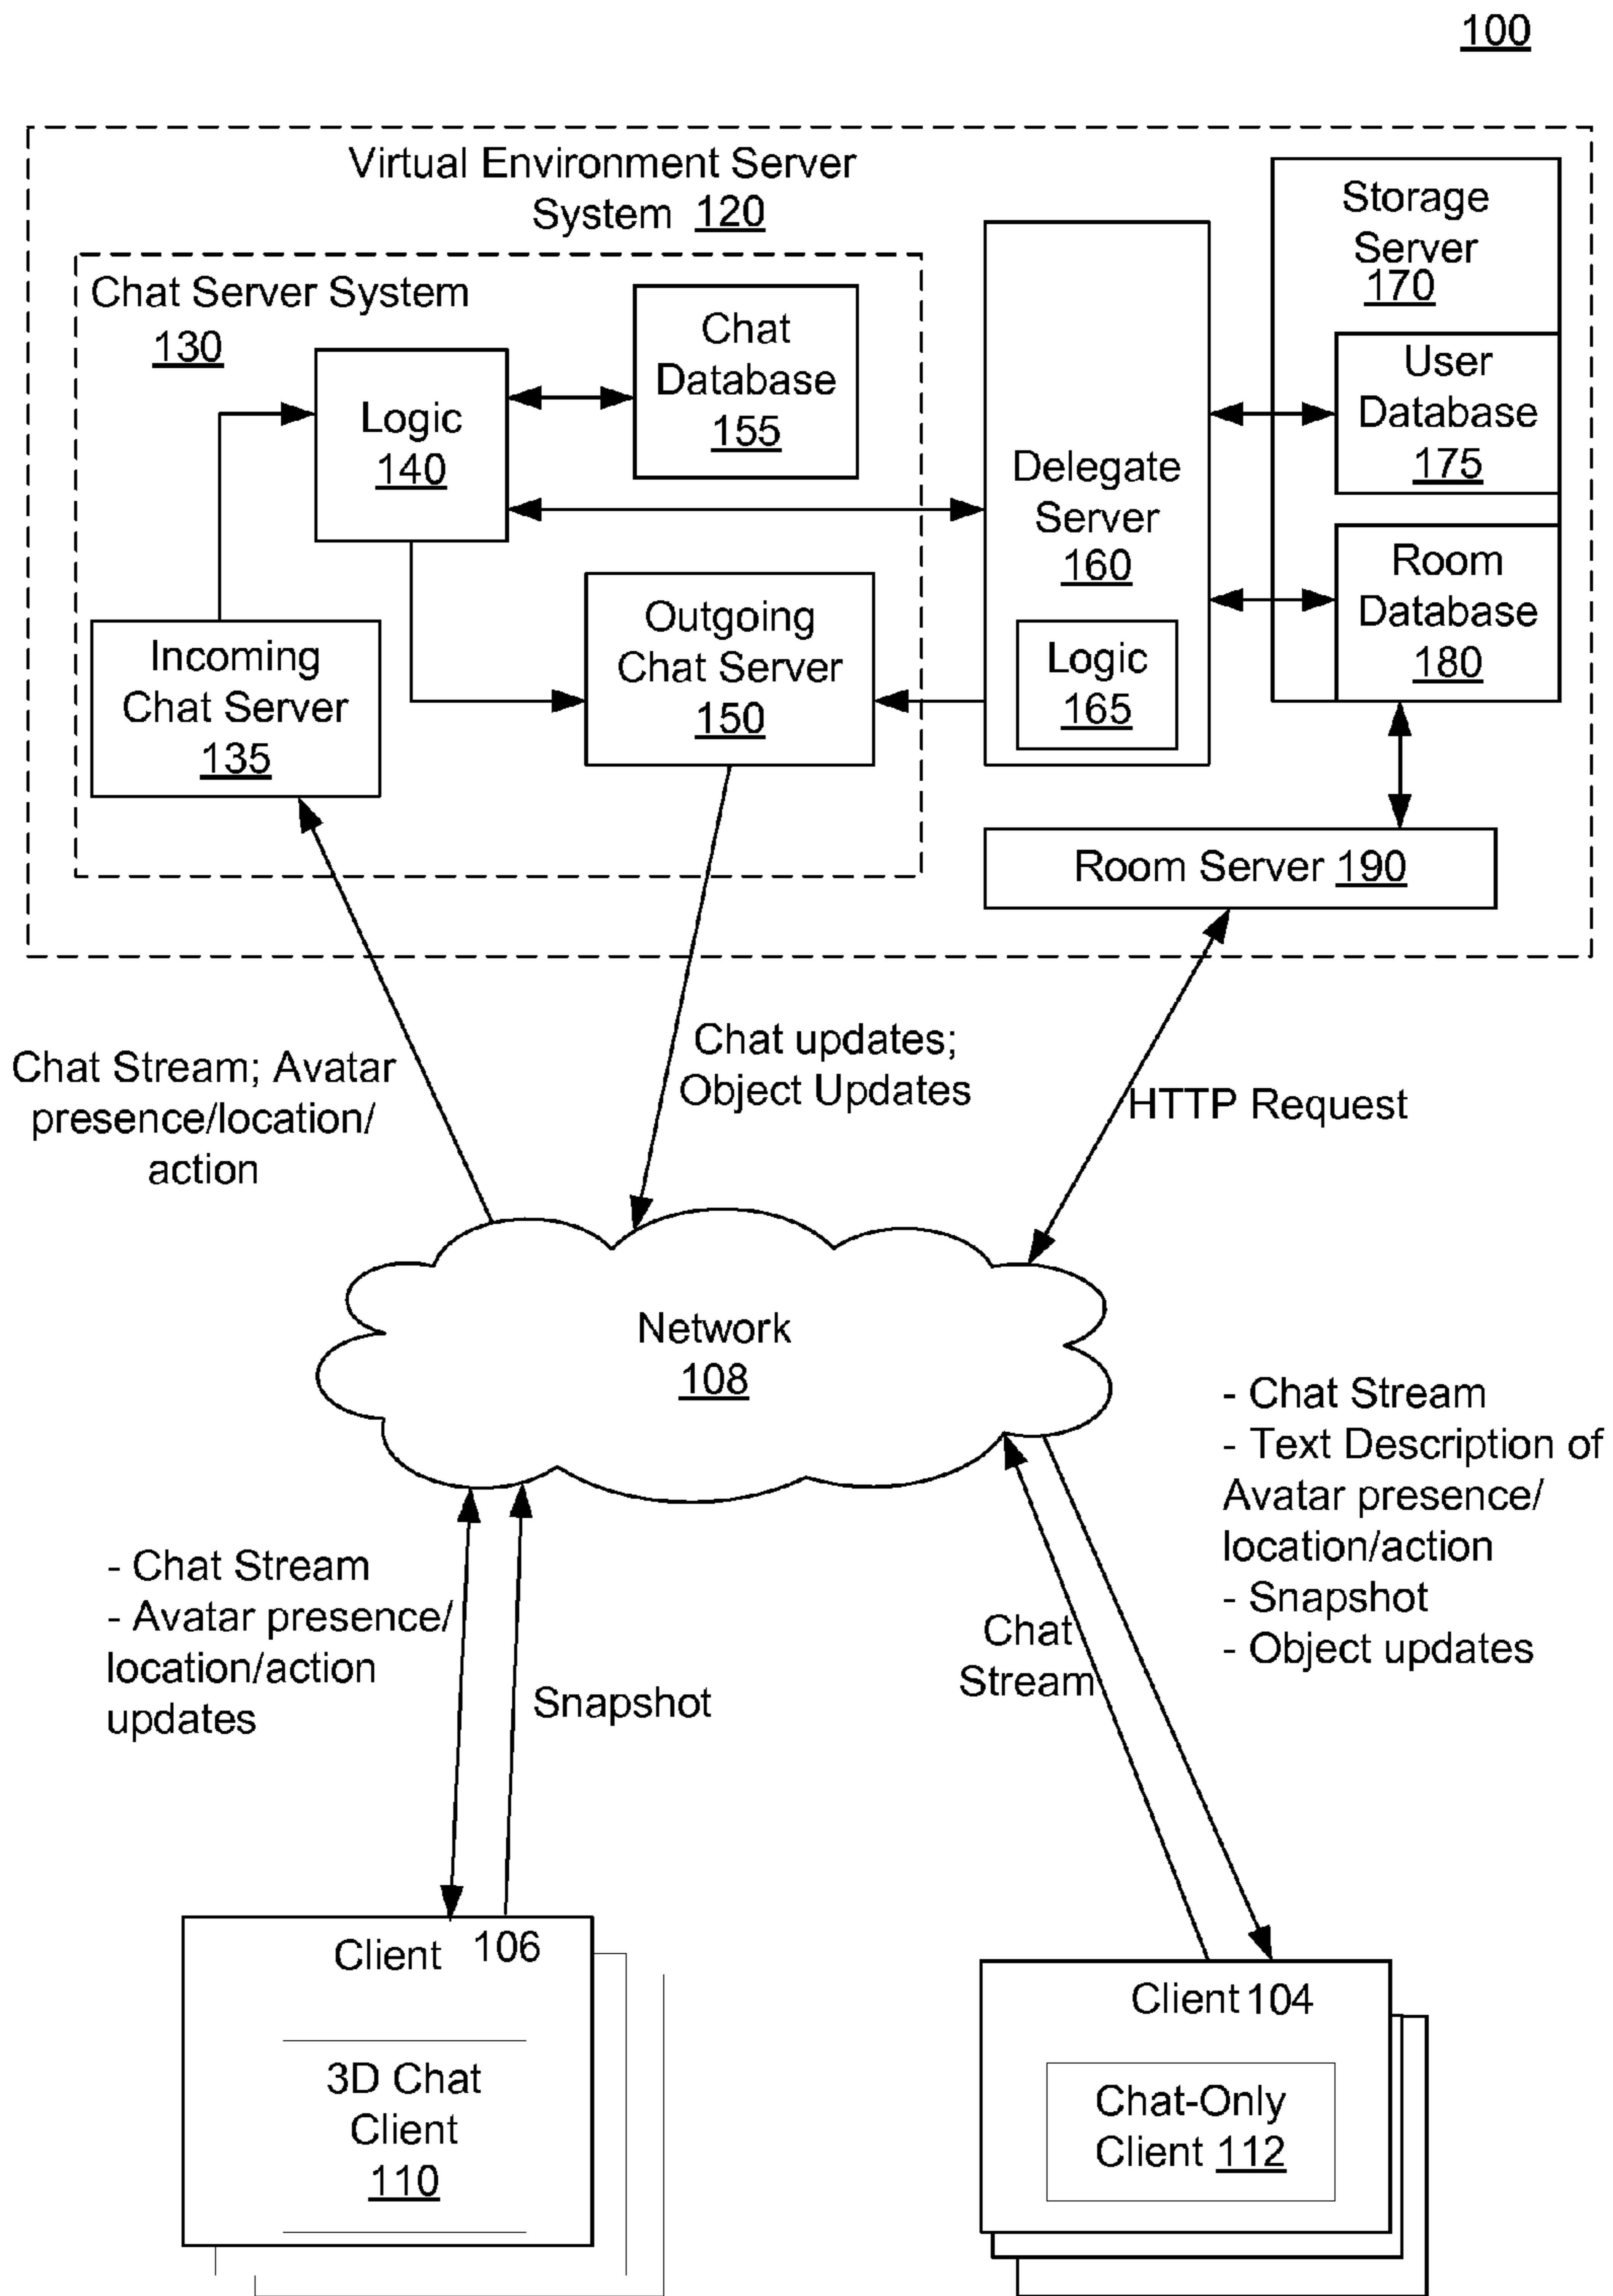 100
Virtual Environment Server
System 120
Chat Server System
130
Logic
140
Chat
Database
155
Delegate
Server
160
Logic
165
Storage
Server
170
User
Database
175
Room
Database
180
Incoming
Chat Server
135
Outgoing
Chat Server
150
Room Server 190
Chat Stream; Avatar
presence/location/
action
Chat updates;
Object Updates
HTTP Request
Network
108
- Chat Stream
- Avatar presence/
location/action
updates
Snapshot
Chat
Stream
- Chat Stream
- Text Description of
Avatar presence/
location/action
- Snapshot
- Object updates
Client 106
3D Chat
Client
110
Client 104
Chat-Only
Client 112